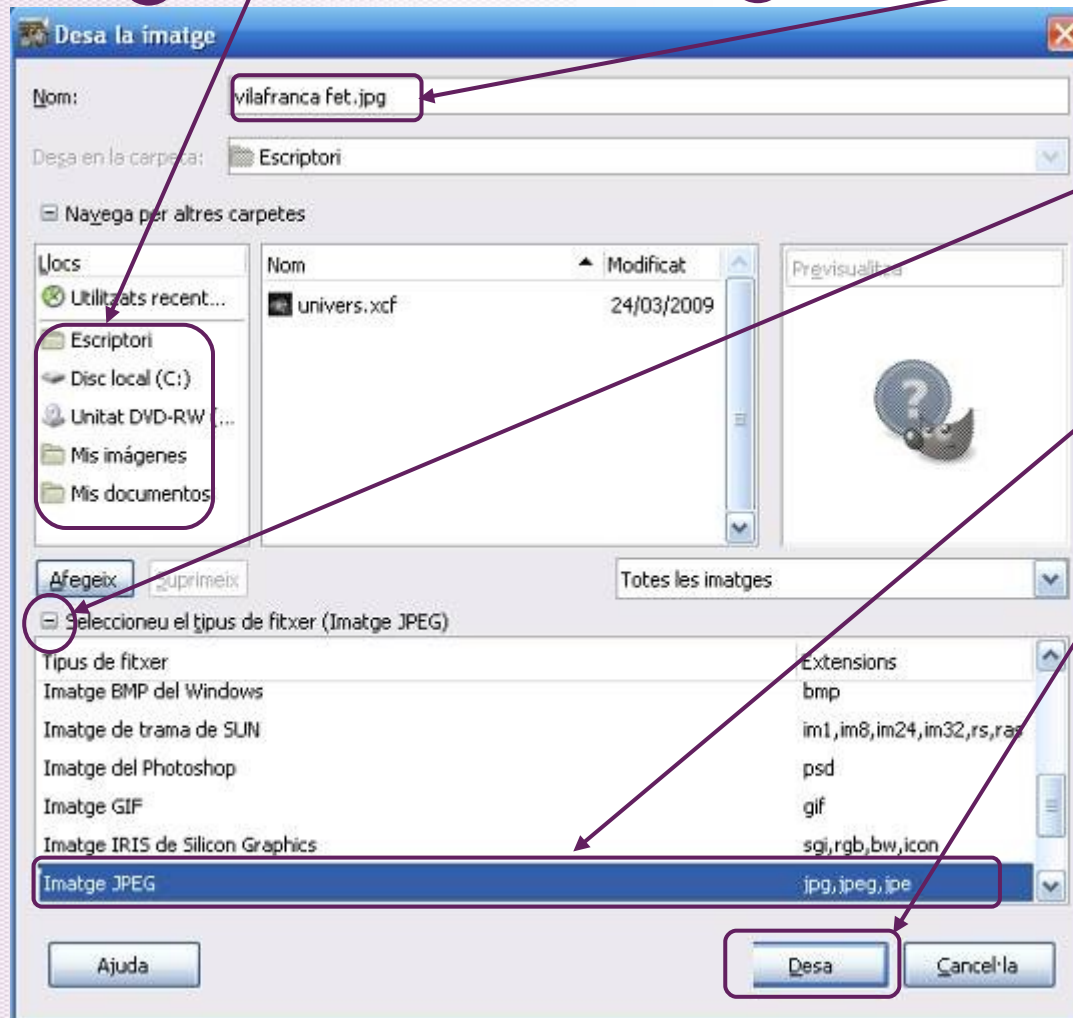 Desa la imatge
Nom: vilafranca fet.jpg
Desa en la carpeta: Escriptori
Navega per altres carpetes
Llocs Nom Modificat Previsualitza
Utilitzats recent... univers.xcf 24/03/2009
Escriptori
Disc local (C:)
Unitat DVD-RW (...
Mis imágenes
Mis documentos
Afegeix Suprimeix Totes les imatges
Seleccioneu el tipus de fitxer (Imatge JPEG)
Tipus de fitxer Extensions
Imatge BMP del Windows bmp
Imatge de trama de SUN im1,im8,im24,im32,rs,ras
Imatge del Photoshop psd
Imatge GIF gif
Imatge IRIS de Silicon Graphics sgi,rgb,bw,icon
Imatge JPEG jpg,jpeg,jpe
Ajuda Desa Cancel·la